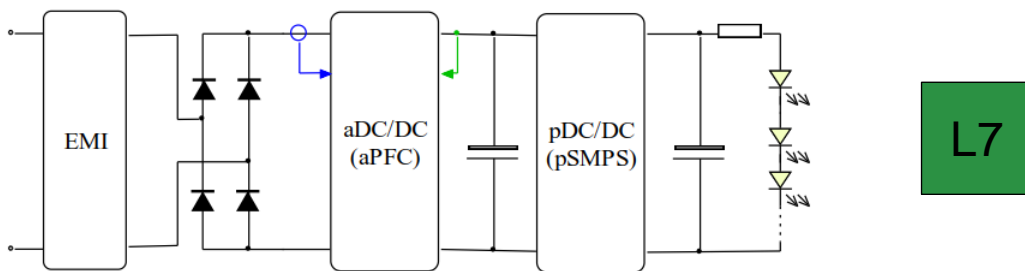 EMI
aDC/DC
(aPFC)
pDC/DC
(pSMPS)
L7